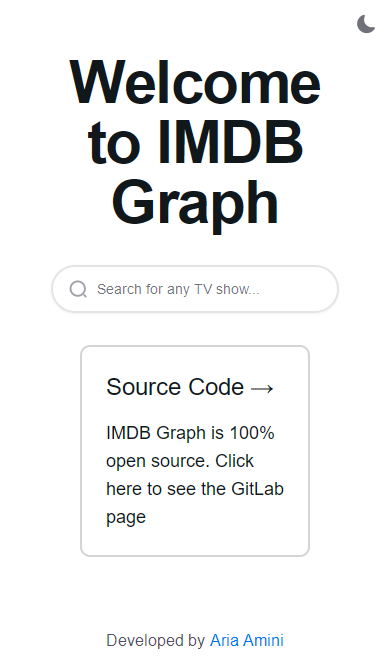 Welcome
to IMDB
Graph
Search for any TV show...
Source Code →
IMDB Graph is 100%
open source. Click
here to see the GitLab
page
Developed by Aria Amini